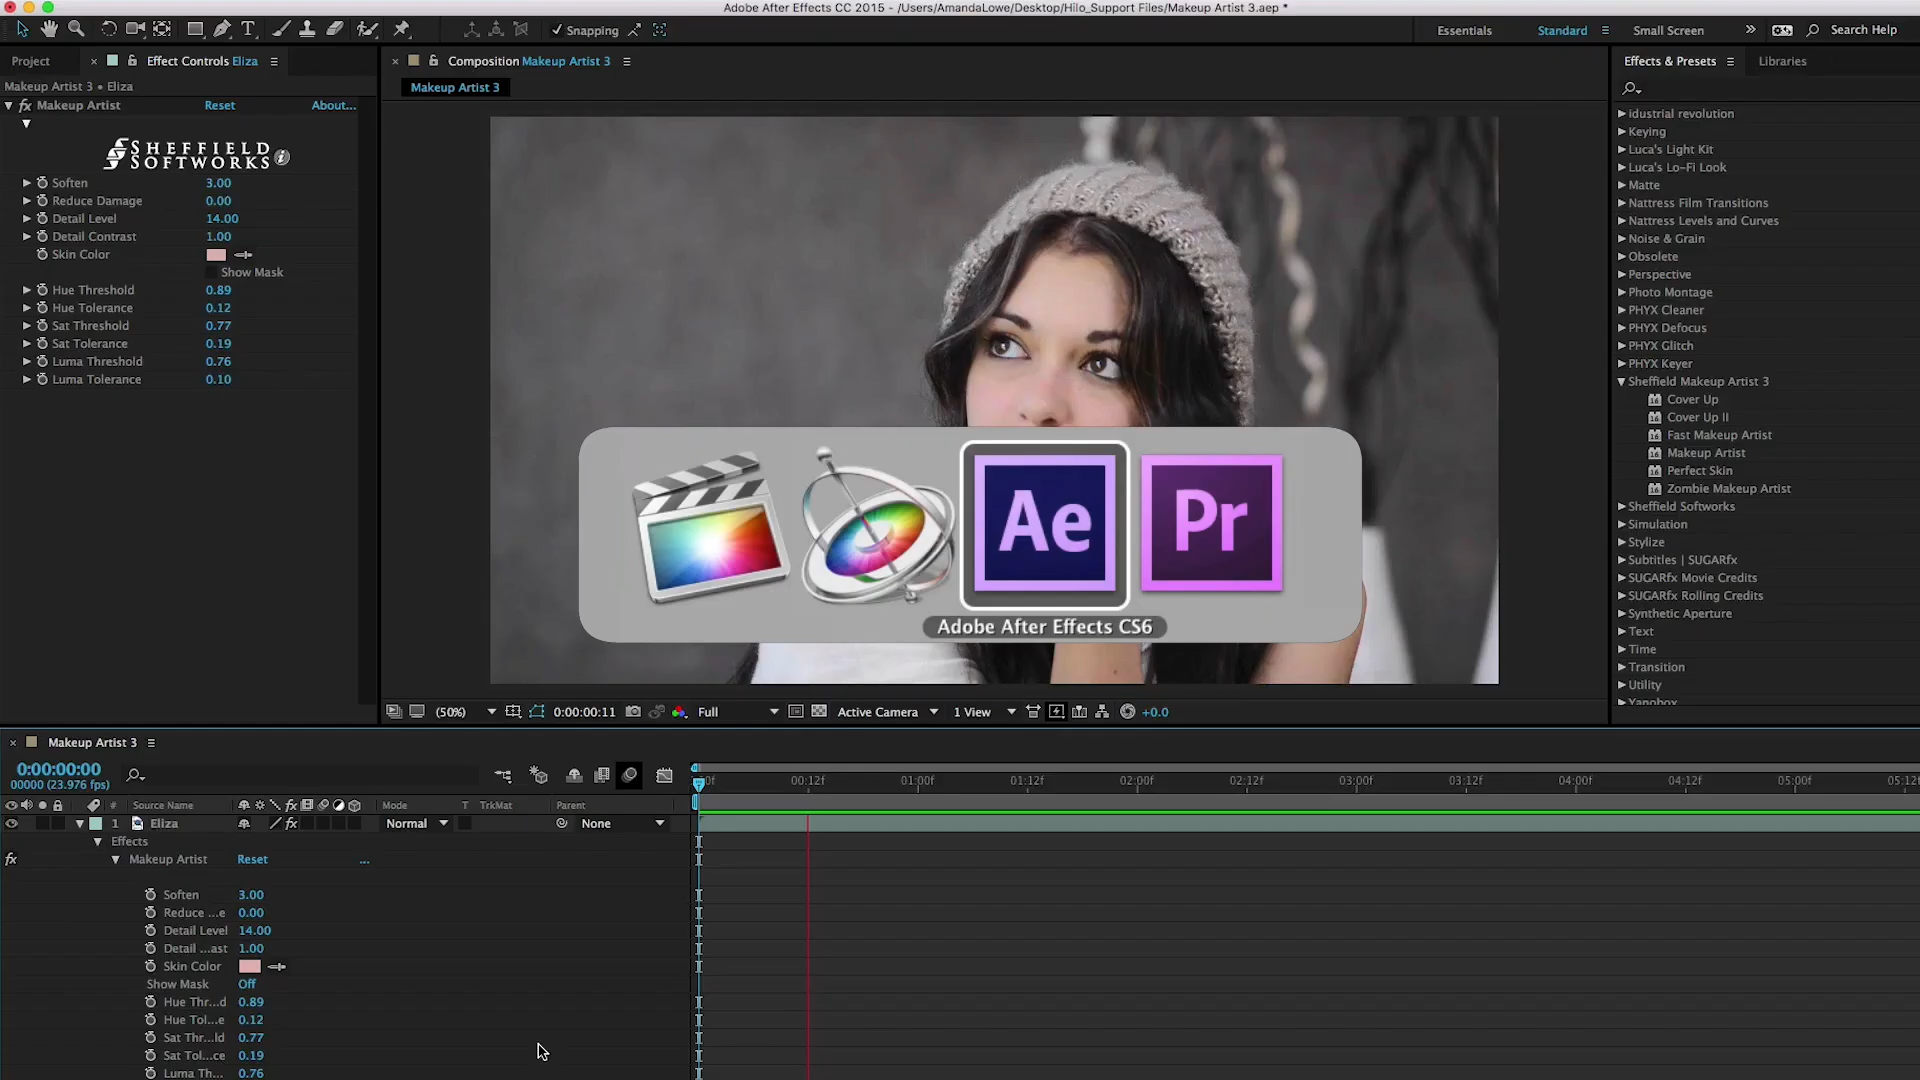 Adobe After Effects CC 2015 - /Users/AmandaLowe/Desktop/Hilo_Support Files/Makeup Artist 3.aep *
Snapping
Essentials
Standard
Small Screen
Search Help
Project
Effect Controls Eliza
Composition Makeup Artist 3
Effects & Presets
Libraries
Makeup Artist 3 • Eliza
Makeup Artist 3
fx Makeup Artist Reset About...
SHEFFIELD
SOFTWORKS
Soften 3.00
Reduce Damage 0.00
Detail Level 14.00
Detail Contrast 1.00
Skin Color
Show Mask
Hue Threshold 0.89
Hue Tolerance 0.12
Sat Threshold 0.77
Sat Tolerance 0.19
Luma Threshold 0.76
Luma Tolerance 0.10
idustrial revolution
Keying
Luca's Light Kit
Luca's Lo-Fi Look
Matte
Nattress Film Transitions
Nattress Levels and Curves
Noise & Grain
Obsolete
Perspective
Photo Montage
PHYX Cleaner
PHYX Defocus
PHYX Glitch
PHYX Keyer
Sheffield Makeup Artist 3
Cover Up
Cover Up II
Fast Makeup Artist
Makeup Artist
Perfect Skin
Zombie Makeup Artist
Sheffield Softworks
Simulation
Stylize
Subtitles | SUGARfx
SUGARfx Movie Credits
SUGARfx Rolling Credits
Synthetic Aperture
Text
Time
Transition
Utility
Yanobox
Ae
Pr
Adobe After Effects CS6
(50%)
0:00:00:11
Full
Active Camera
1 View
+0.0
Makeup Artist 3
0:00:00:00
00000 (23.976 fps)
00:12f
01:00f
01:12f
02:00f
02:12f
03:00f
03:12f
04:00f
04:12f
05:00f
05:12f
# Source Name
fx
Mode
T TrkMat
Parent
1 Eliza
fx
Normal
None
Effects
fx Makeup Artist Reset ...
Soften 3.00
Reduce ...e 0.00
Detail Level 14.00
Detail ...ast 1.00
Skin Color
Show Mask Off
Hue Thr...d 0.89
Hue Tol...e 0.12
Sat Thr...ld 0.77
Sat Tol...ce 0.19
Luma Th... 0.76